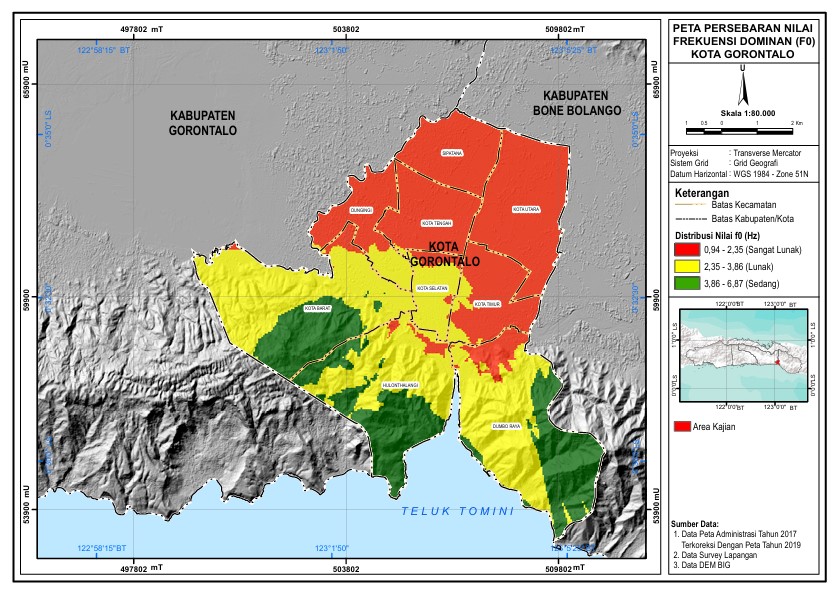 497802 mT
503802
509802 mT
122°58'15" BT
123°1'50"
123°5'25" BT
65900 mU
65900 mU
0°35'0" LS
0°35'0" LS
KABUPATEN
GORONTALO
KABUPATEN
BONE BOLANGO
SIPATANA
DUNGINGI
KOTA TENGAH
KOTA UTARA
KOTA
GORONTALO
KOTA SELATAN
KOTA TIMUR
KOTA BARAT
HULONTHALANGI
DUMBO RAYA
59900
59900
TELUK TOMINI
53900 mU
53900 mU
122°58'15"BT
123°1'50"
497802 mT
503802
509802 mT
PETA PERSEBARAN NILAI
FREKUENSI DOMINAN (F0)
KOTA GORONTALO
U
Skala 1:80.000
1 0.5 0 1 2 Km
Proyeksi : Transverse Mercator
Sistem Grid : Grid Geografi
Datum Horizontal : WGS 1984 - Zone 51N
Keterangan
Batas Kecamatan
Batas Kabupaten/Kota
Distribusi Nilai f0 (Hz)
0,94 - 2,35 (Sangat Lunak)
2,35 - 3,86 (Lunak)
3,86 - 6,87 (Sedang)
122°0'0"BT 123°0'0" BT
1°0'0" LS
1°0'0" LS
0°0'0"LS
0°0'0"LS
122°0'0"BT 123°0'0" BT
Area Kajian
Sumber Data:
1. Data Peta Administrasi Tahun 2017
Terkoreksi Dengan Peta Tahun 2019
2. Data Survey Lapangan
3. Data DEM BIG